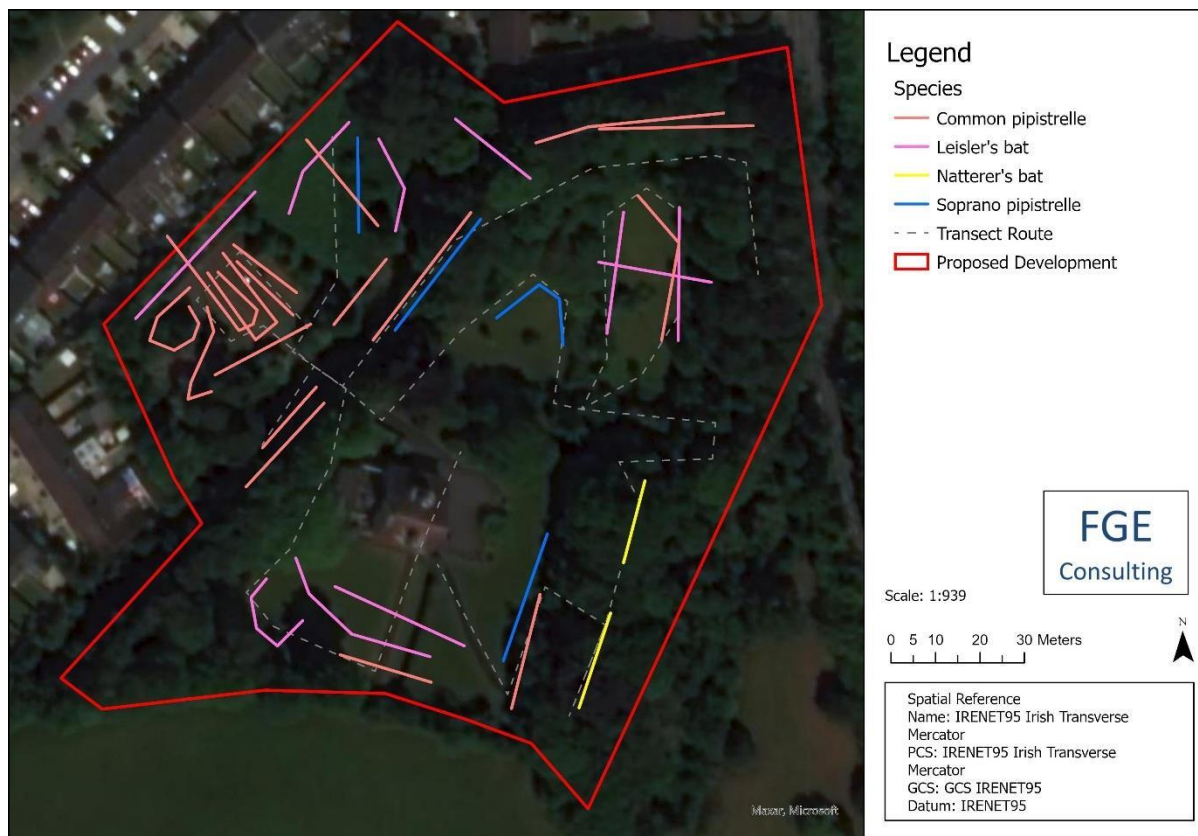 Legend
Species
Common pipistrelle
Leisler's bat
Natterer's bat
Soprano pipistrelle
Transect Route
Proposed Development
FGE
Consulting
Scale: 1:939
N
0 5 10 20 30 Meters
Spatial Reference
Name: IRENET95 Irish Transverse
Mercator
PCS: IRENET95 Irish Transverse
Mercator
GCS: GCS IRENET95
Datum: IRENET95
Maxar, Microsoft